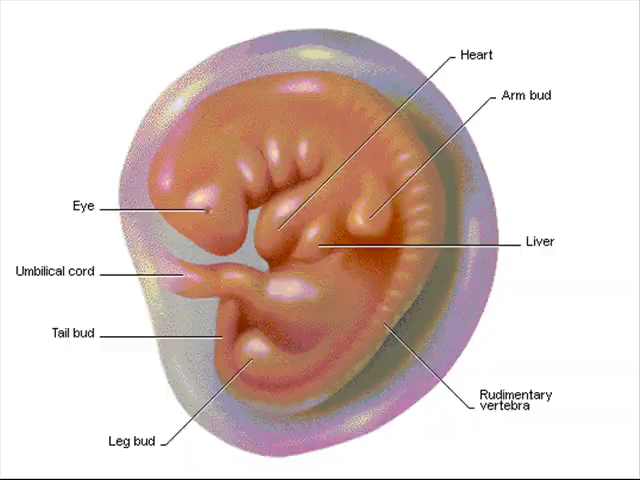 Heart
Arm bud
Eye
Liver
Umbilical cord
Tail bud
Rudimentary
vertebra
Leg bud